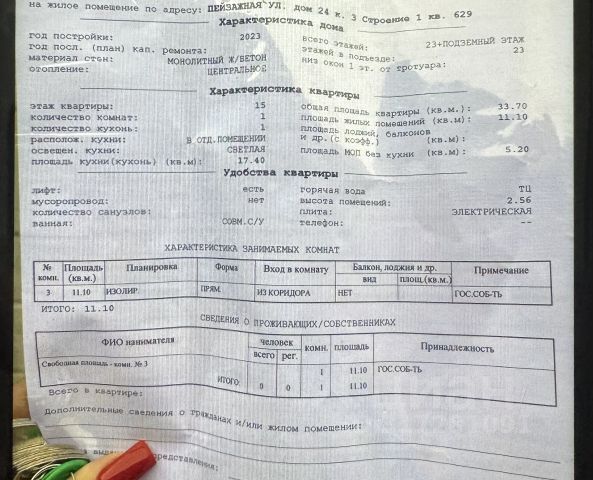 на жилое помещение по адресу: ПЕЙЗАЖНАЯ УЛ. дом 24 к. 3 Строение 1 кв. 629
Характеристика дома
год постройки: 2023 всего этажей: 23+ПОДЗЕМНЫЙ ЭТАЖ
год посл. (план) кап. ремонта: этажей в подъезде: 23
материал стен: МОНОЛИТНЫЙ Ж/БЕТОН низ окон 1 эт. от тротуара:
отопление: ЦЕНТРАЛЬНОЕ
Характеристика квартиры
этаж квартиры: 15 общая площадь квартиры (кв.м.): 33.70
количество комнат: 1 площадь жилых помещений (кв.м): 11.10
количество кухонь: 1 площадь лоджий, балконов
располож. кухни: В ОТД.ПОМЕЩЕНИИ и др.(с коэфф.) (кв.м):
освещен. кухни: СВЕТЛАЯ площадь МОП без кухни (кв.м): 5.20
площадь кухни(кухонь) (кв.м): 17.40
Удобства квартиры
лифт: есть горячая вода ТЦ
мусоропровод: нет высота помещений: 2.56
количество санузлов: плита: ЭЛЕКТРИЧЕСКАЯ
ванная: СОВМ.С/У телефон: --
ХАРАКТЕРИСТИКА ЗАНИМАЕМЫХ КОМНАТ
№ комн. Площадь (кв.м.) Планировка Форма Вход в комнату Балкон, лоджия и др. Примечание
вид площ.(кв.м.)
3 11.10 ИЗОЛИР. ПРЯМ. ИЗ КОРИДОРА НЕТ ГОС.СОБ-ТЬ
ИТОГО: 11.10
СВЕДЕНИЯ О ПРОЖИВАЮЩИХ/СОБСТВЕННИКАХ
ФИО нанимателя человек комн. площадь Принадлежность
всего рег.
Свободная площадь - комн. № 3 1 11.10 ГОС.СОБ-ТЬ
ИТОГО 0 0 1 11.10
Всего в квартире:
Дополнительные сведения о гражданах и/или жилом помещении:
представления: